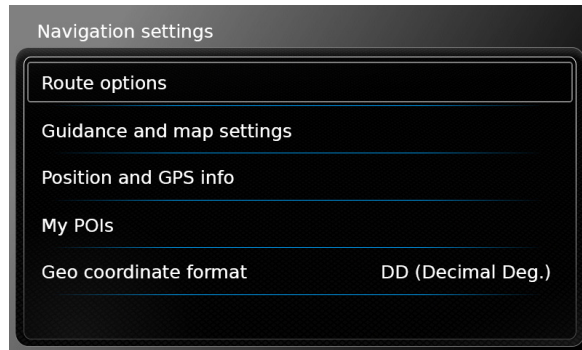 Navigation settings
Route options
Guidance and map settings
Position and GPS info
My POIs
Geo coordinate format DD (Decimal Deg.)